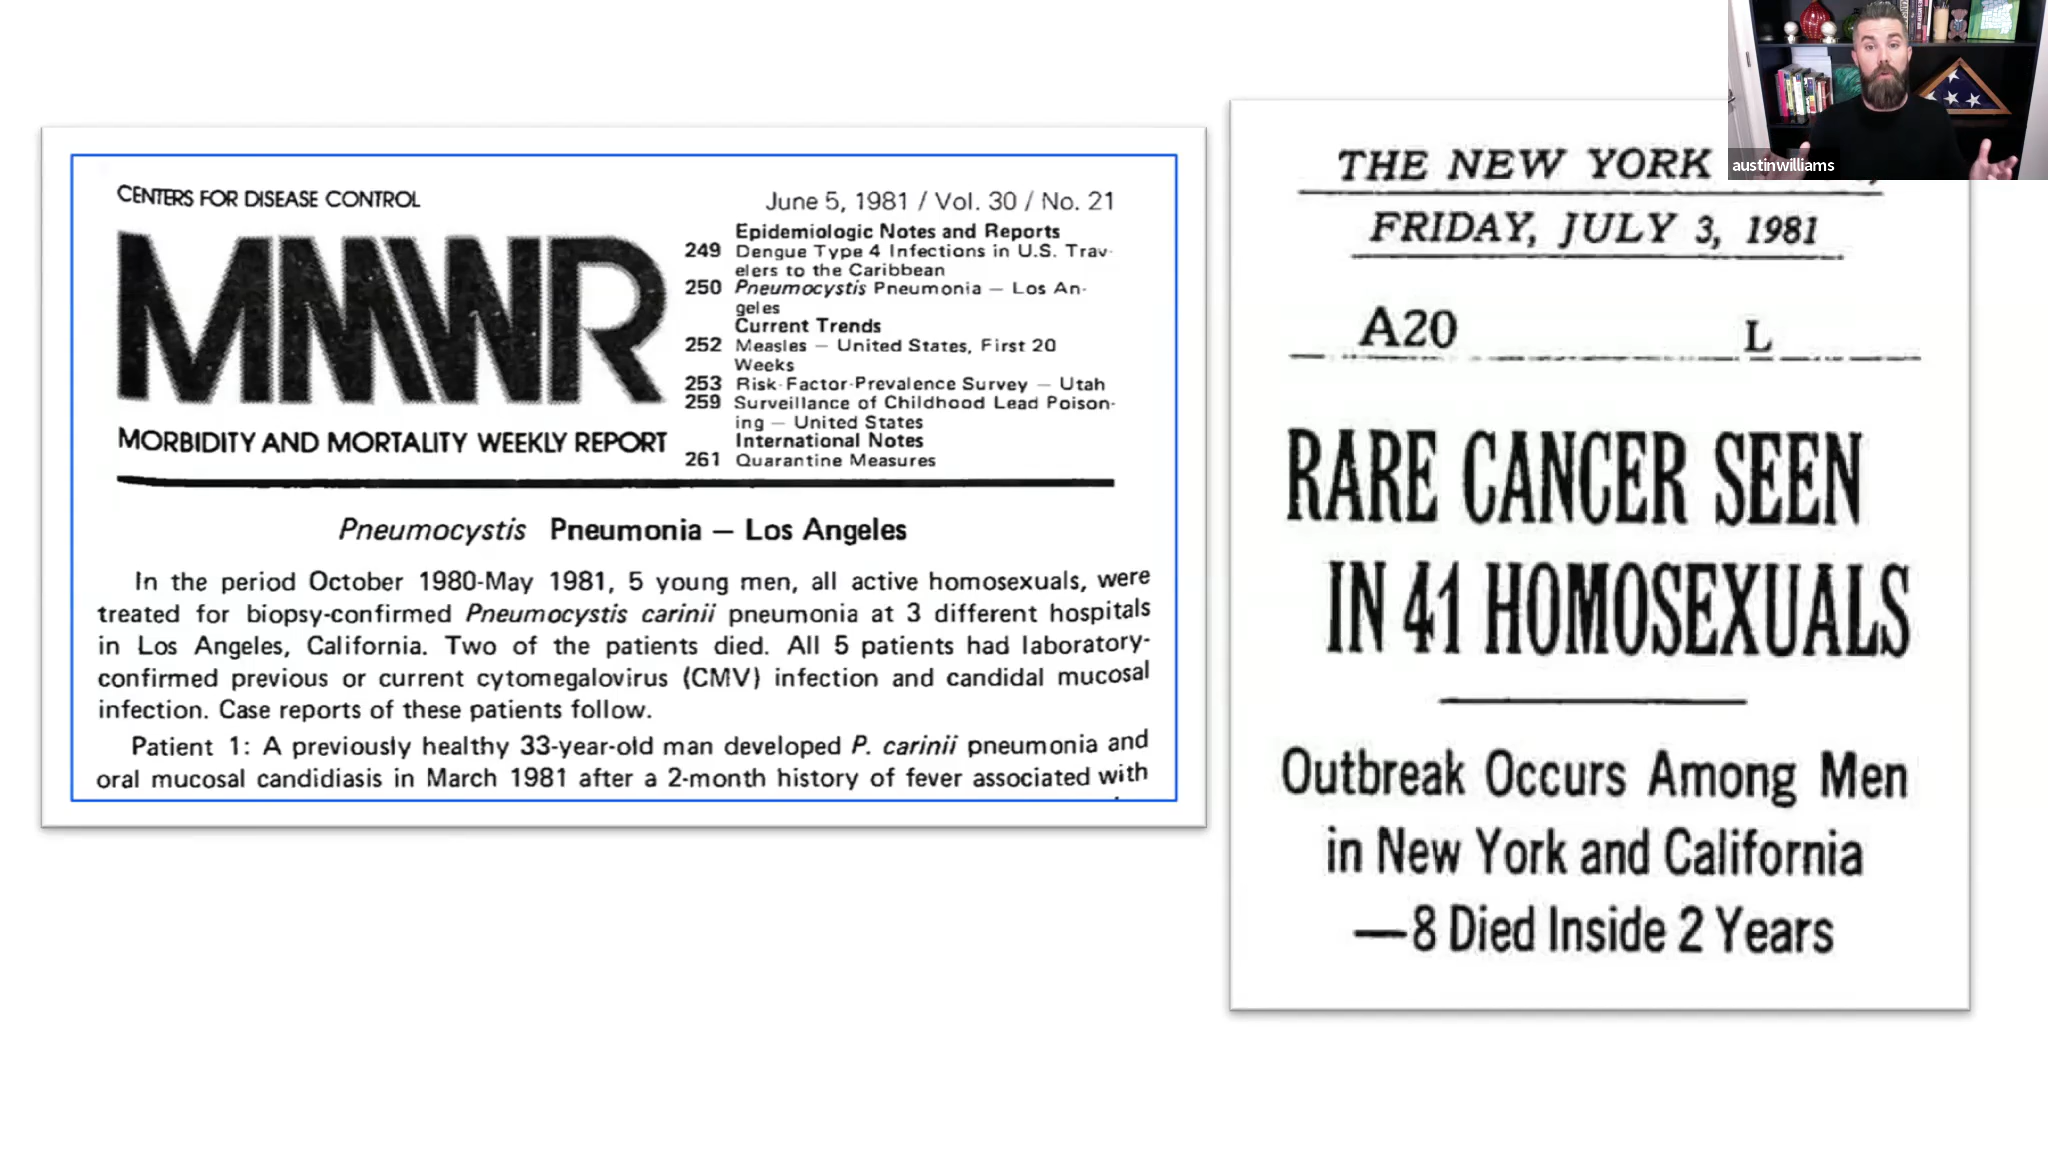 CENTERS FOR DISEASE CONTROL
June 5, 1981 / Vol. 30 / No. 21
MMWR
MORBIDITY AND MORTALITY WEEKLY REPORT
Epidemiologic Notes and Reports
249 Dengue Type 4 Infections in U.S. Trav-
elers to the Caribbean
250 Pneumocystis Pneumonia — Los An-
geles
Current Trends
252 Measles — United States, First 20
Weeks
253 Risk-Factor-Prevalence Survey — Utah
259 Surveillance of Childhood Lead Poison-
ing — United States
International Notes
261 Quarantine Measures
Pneumocystis Pneumonia — Los Angeles
In the period October 1980-May 1981, 5 young men, all active homosexuals, were
treated for biopsy-confirmed Pneumocystis carinii pneumonia at 3 different hospitals
in Los Angeles, California. Two of the patients died. All 5 patients had laboratory-
confirmed previous or current cytomegalovirus (CMV) infection and candidal mucosal
infection. Case reports of these patients follow.
Patient 1: A previously healthy 33-year-old man developed P. carinii pneumonia and
oral mucosal candidiasis in March 1981 after a 2-month history of fever associated with
THE NEW YORK
FRIDAY, JULY 3, 1981
A20 L
RARE CANCER SEEN
IN 41 HOMOSEXUALS
Outbreak Occurs Among Men
in New York and California
—8 Died Inside 2 Years
austinwilliams